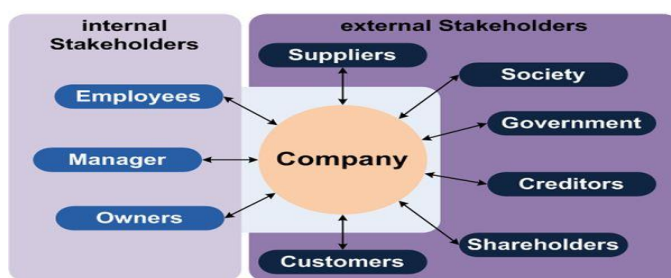 internal
Stakeholders
external Stakeholders
Suppliers
Employees
Society
Government
Manager
Company
Creditors
Owners
Shareholders
Customers